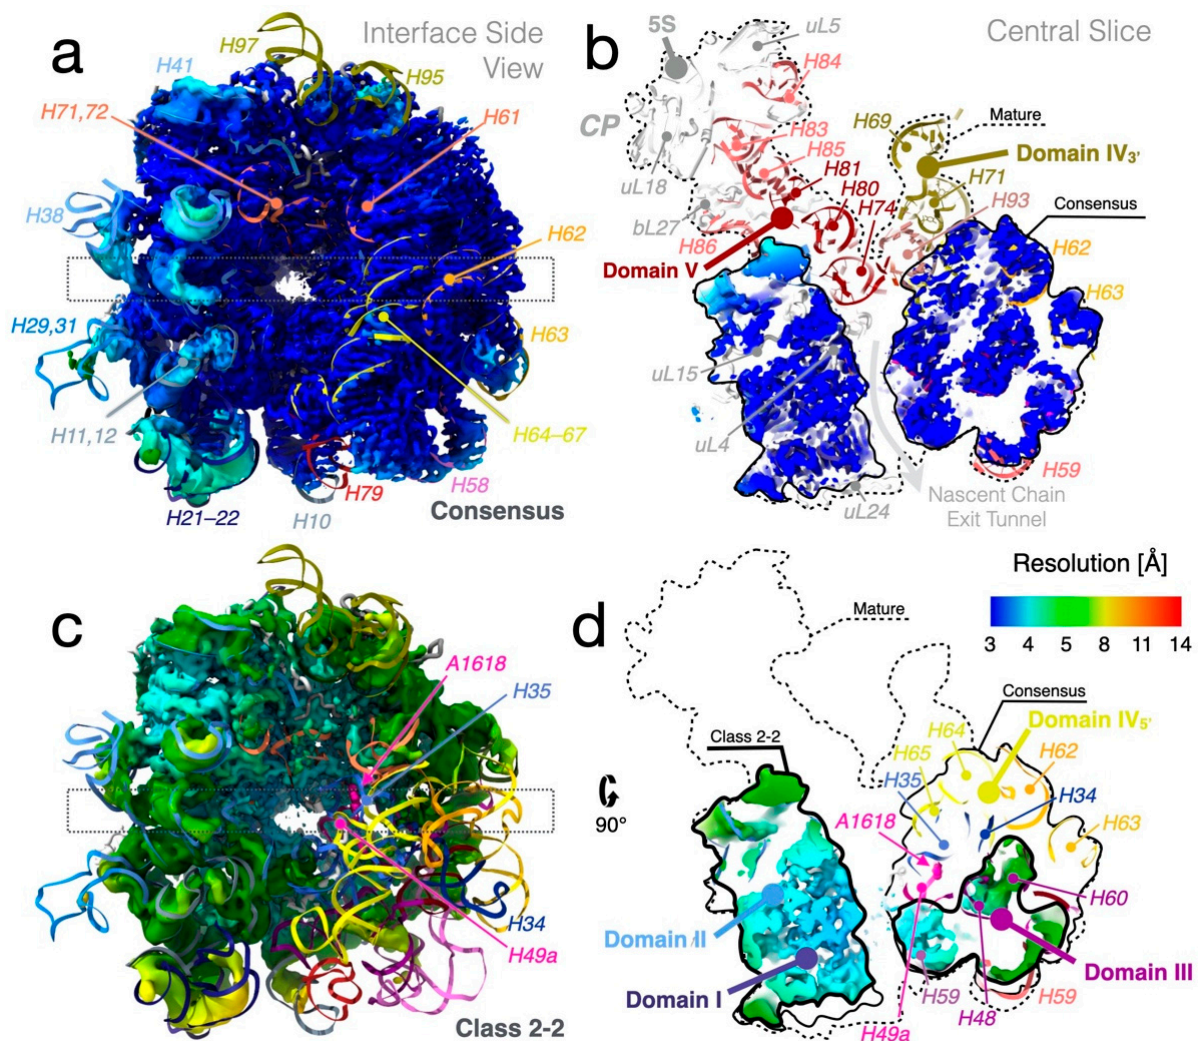 a
Interface Side
View
H97
H41
H95
H71,72
H61
H38
H62
H29,31
H63
H11,12
H64–67
H79
H58
H21–22
H10
Consensus
b
Central Slice
5S
uL5
H84
CP
H83
H85
uL18
H81
H80
H74
bL27
H86
Domain V
H69
Mature
Domain IV3'
H71
H93
Consensus
H62
H63
uL15
uL4
H59
Nascent Chain
Exit Tunnel
uL24
c
A1618
H35
H34
H49a
Class 2-2
d
Resolution [Å]
3 4 5 8 11 14
Mature
Consensus
Class 2-2
Domain IV5'
H64
H65
H62
H35
H34
A1618
H63
90°
H60
Domain II
Domain III
Domain I
H59
H48
H59
H49a